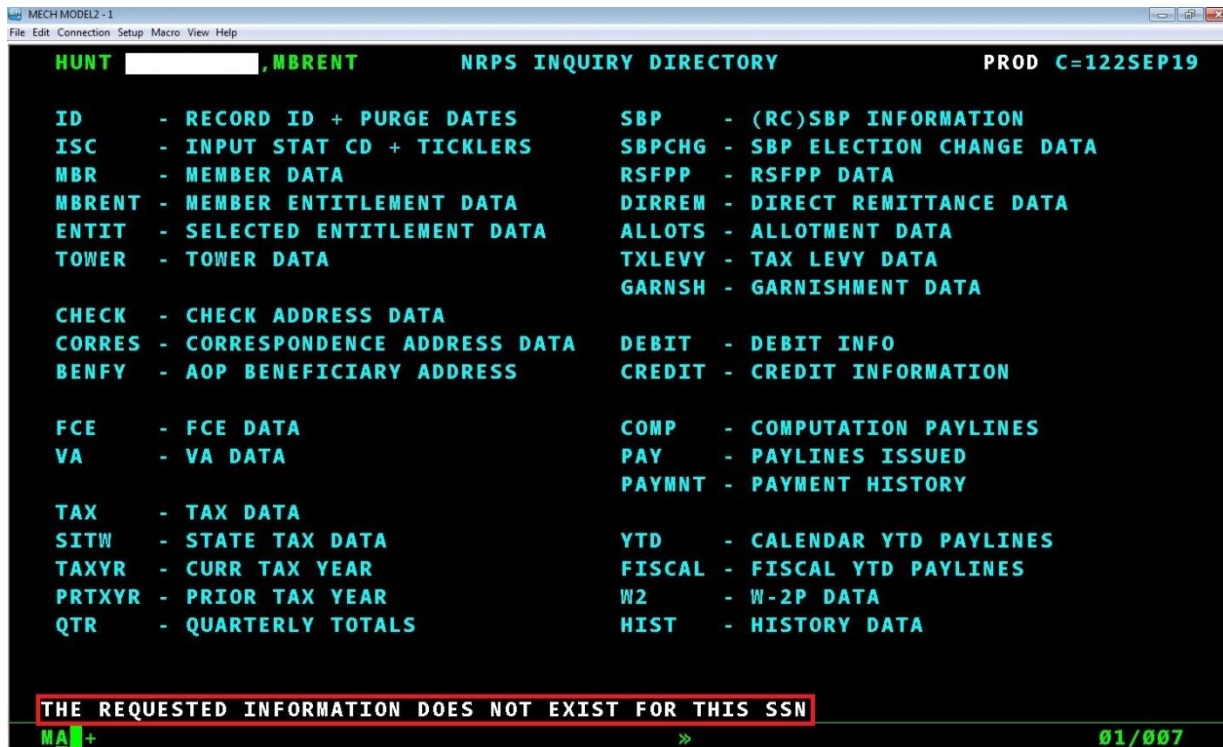 MECH MODEL2 - 1
File Edit Connection Setup Macro View Help
HUNT ,MBRENT NRPS INQUIRY DIRECTORY PROD C=122SEP19
ID - RECORD ID + PURGE DATES SBP - (RC)SBP INFORMATION
ISC - INPUT STAT CD + TICKLERS SBPCHG - SBP ELECTION CHANGE DATA
MBR - MEMBER DATA RSFPP - RSFPP DATA
MBRENT - MEMBER ENTITLEMENT DATA DIRREM - DIRECT REMITTANCE DATA
ENTIT - SELECTED ENTITLEMENT DATA ALLOTS - ALLOTMENT DATA
TOWER - TOWER DATA TXLEVY - TAX LEVY DATA
GARNSH - GARNISHMENT DATA
CHECK - CHECK ADDRESS DATA
CORRES - CORRESPONDENCE ADDRESS DATA DEBIT - DEBIT INFO
BENFY - AOP BENEFICIARY ADDRESS CREDIT - CREDIT INFORMATION
FCE - FCE DATA COMP - COMPUTATION PAYLINES
VA - VA DATA PAY - PAYLINES ISSUED
PAYMNT - PAYMENT HISTORY
TAX - TAX DATA
SITW - STATE TAX DATA YTD - CALENDAR YTD PAYLINES
TAXYR - CURR TAX YEAR FISCAL - FISCAL YTD PAYLINES
PRTXYR - PRIOR TAX YEAR W2 - W-2P DATA
QTR - QUARTERLY TOTALS HIST - HISTORY DATA
THE REQUESTED INFORMATION DOES NOT EXIST FOR THIS SSN
MA + » 01/007